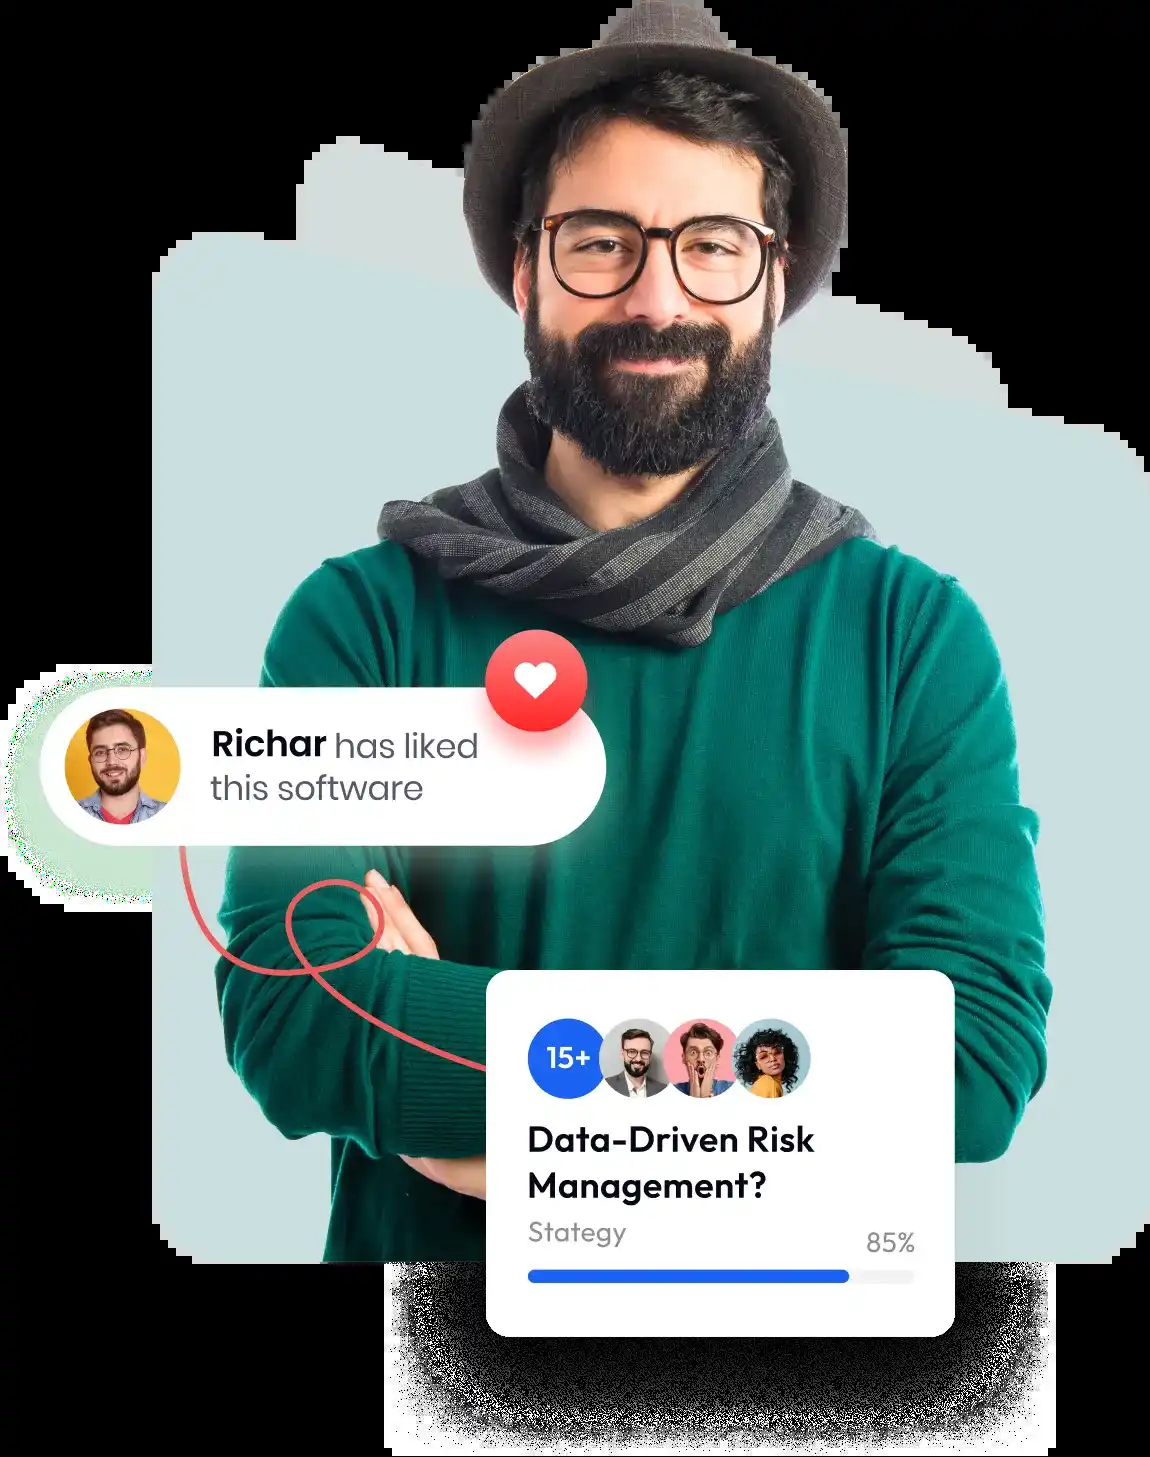 Richar has liked
this software
15+
Data-Driven Risk
Management?
Stategy
85%